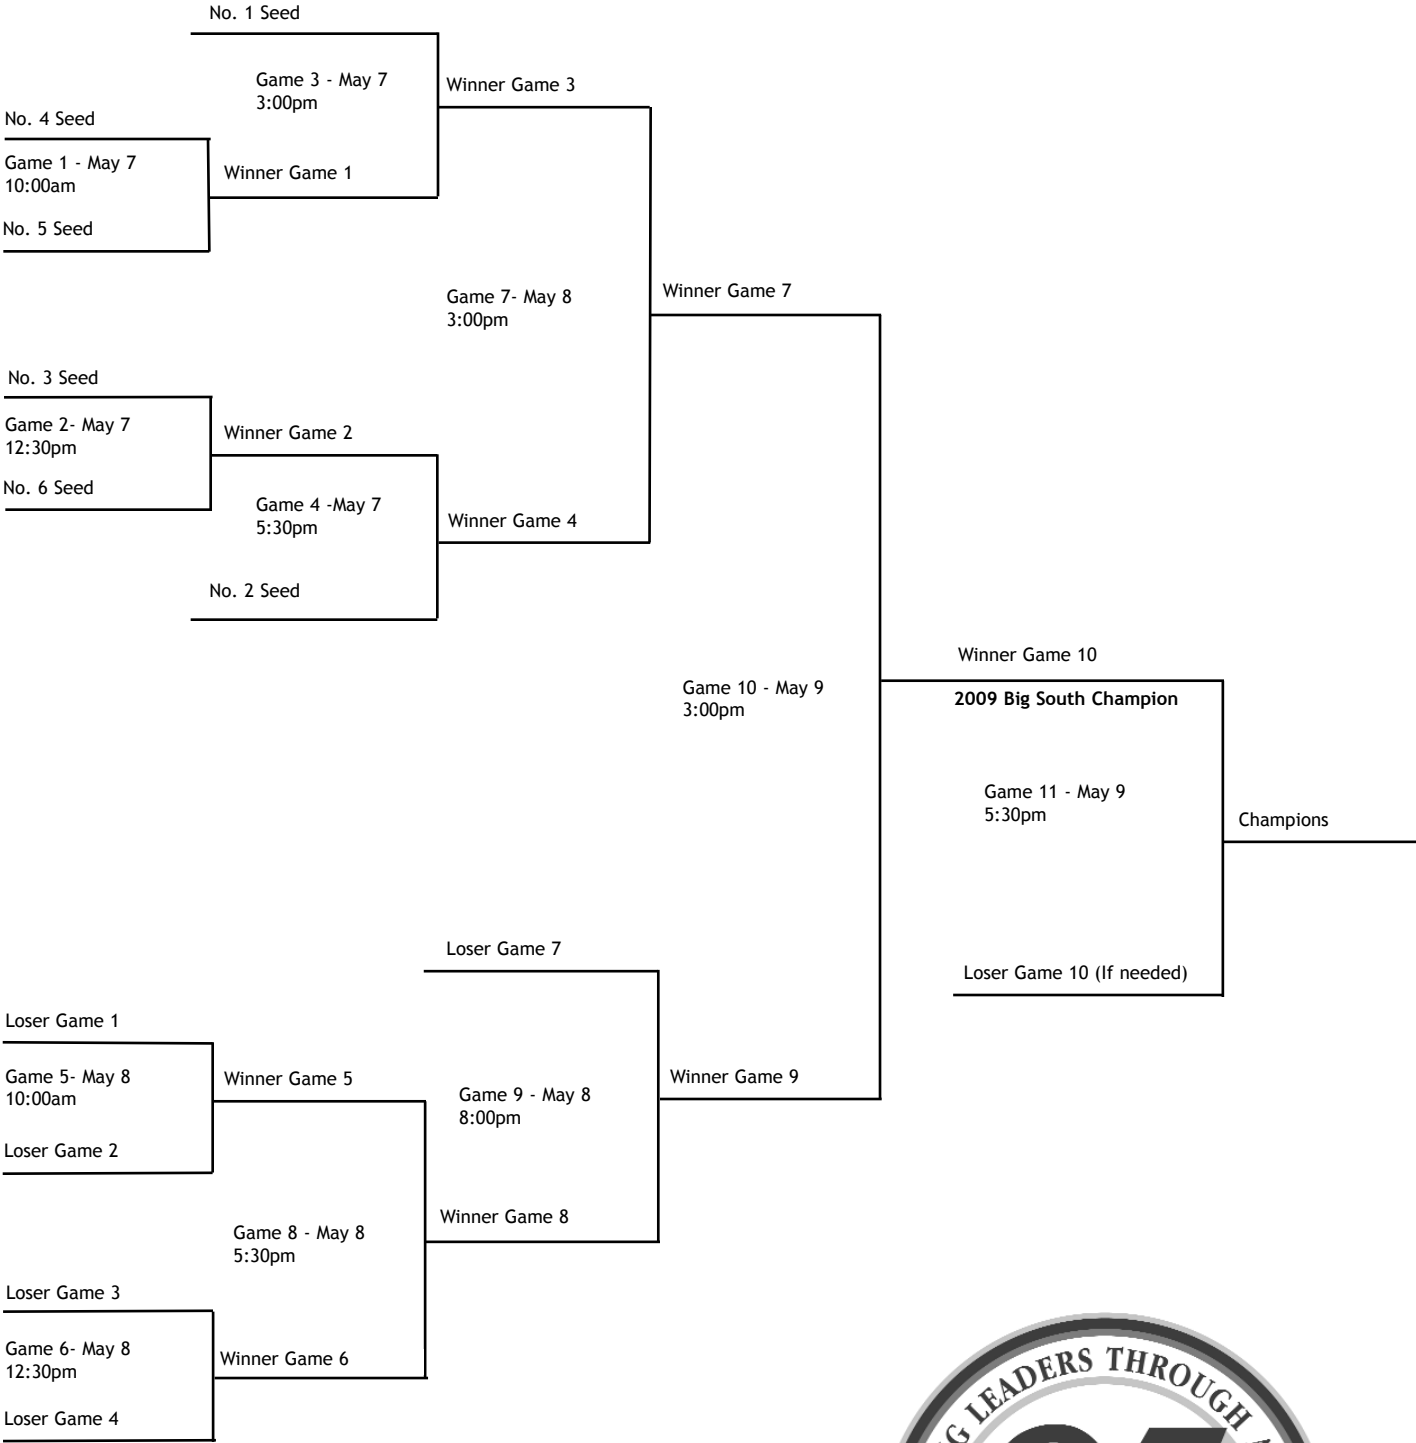 No. 1 Seed
Game 3 - May 7
3:00pm
Winner Game 3
No. 4 Seed
Game 1 - May 7
10:00am
Winner Game 1
No. 5 Seed
Game 7- May 8
3:00pm
Winner Game 7
No. 3 Seed
Game 2- May 7
12:30pm
Winner Game 2
No. 6 Seed
Game 4 -May 7
5:30pm
Winner Game 4
No. 2 Seed
Winner Game 10
2009 Big South Champion
Game 10 - May 9
3:00pm
Game 11 - May 9
5:30pm
Champions
Loser Game 7
Loser Game 10 (If needed)
Loser Game 1
Game 5- May 8
10:00am
Winner Game 5
Game 9 - May 8
8:00pm
Winner Game 9
Loser Game 2
Game 8 - May 8
5:30pm
Winner Game 8
Loser Game 3
Game 6- May 8
12:30pm
Winner Game 6
Loser Game 4
LEADERS THROUGH